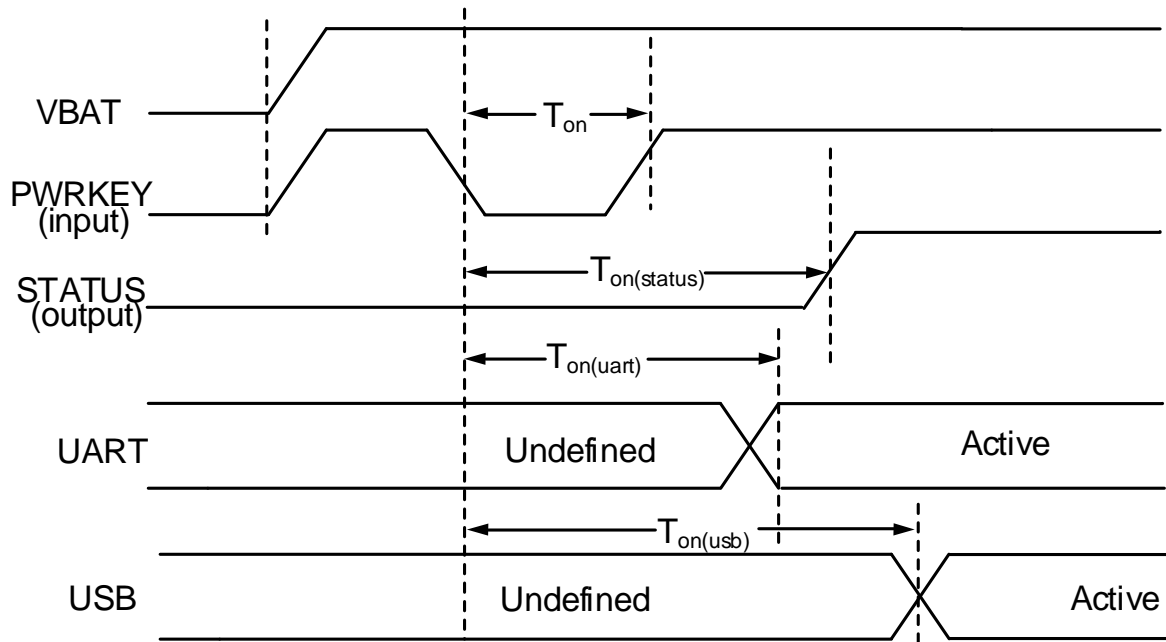 VBAT
Ton
PWRKEY
(input)
Ton(status)
STATUS
(output)
Ton(uart)
UART
Undefined
Active
Ton(usb)
USB
Undefined
Active